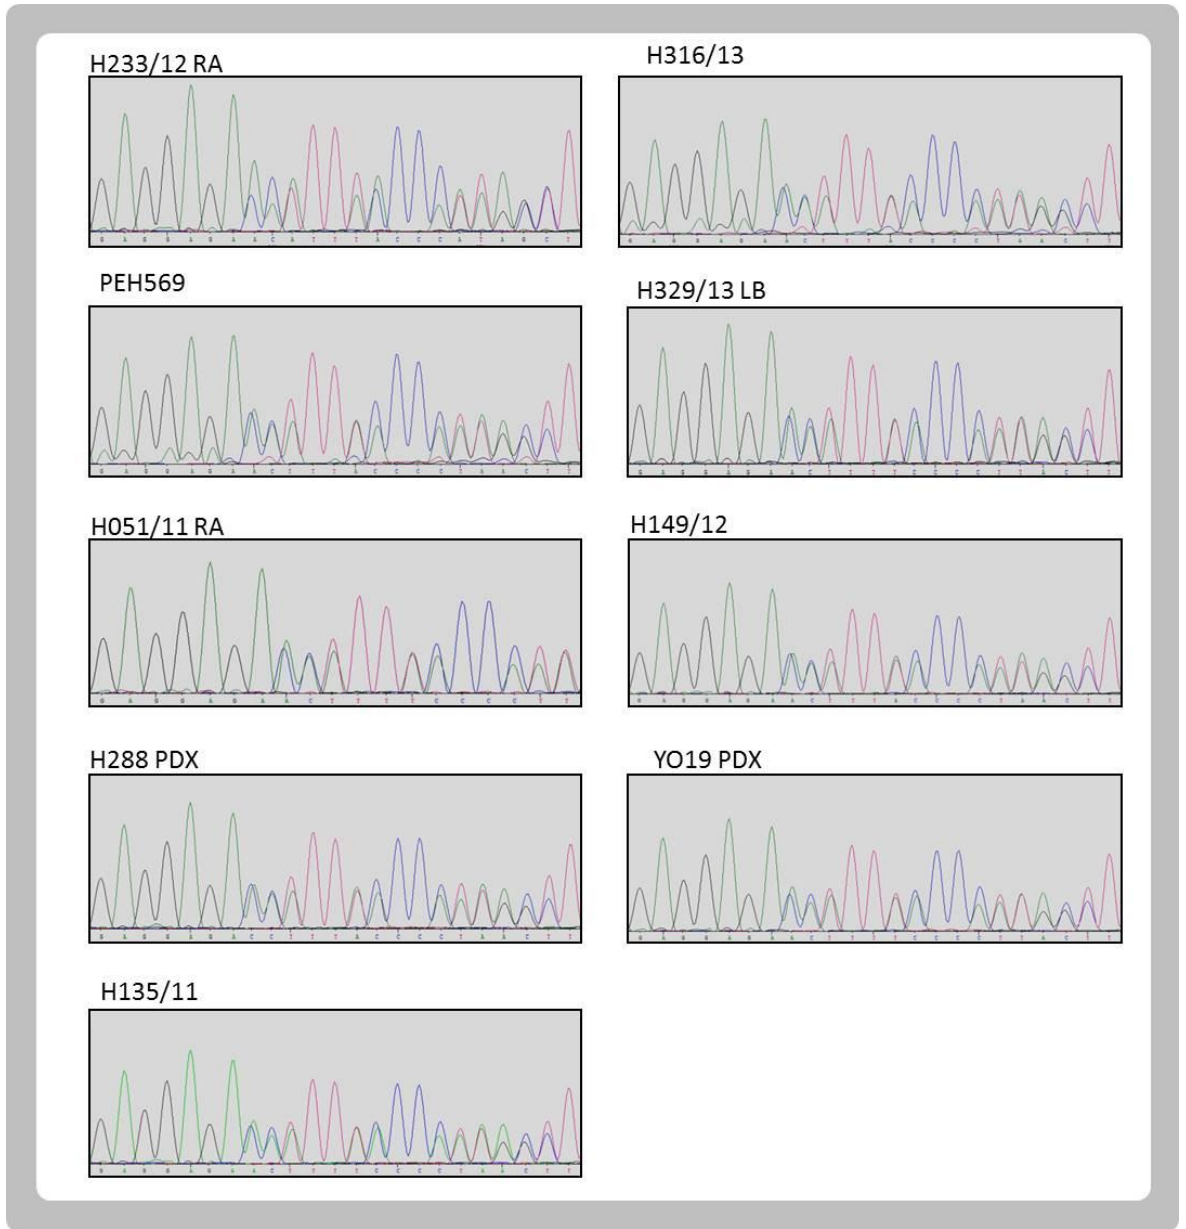 H233/12 RA
H316/13
G A G G A G A A C A T T T A C C C A T A G C T
G A G G A G A A C T T T A C C C C T A A C T T
PEH569
H329/13 LB
G A G G A G A C T T T A C C C C T A A C T T
G A G G A G A A C T T T T C C C C T T A C T T
H051/11 RA
H149/12
G A G G A G A A C T T T T C C C C T T
G A G G A G A A C T T T A C C C C T A A C T T
H288 PDX
YO19 PDX
G A G G A G A C C T T T A C C C C T A A C T T
G A G G A G A A C T T T T C C C C T T A C T T
H135/11
G A G G A G A A C T T T T C C C C T A A C T T